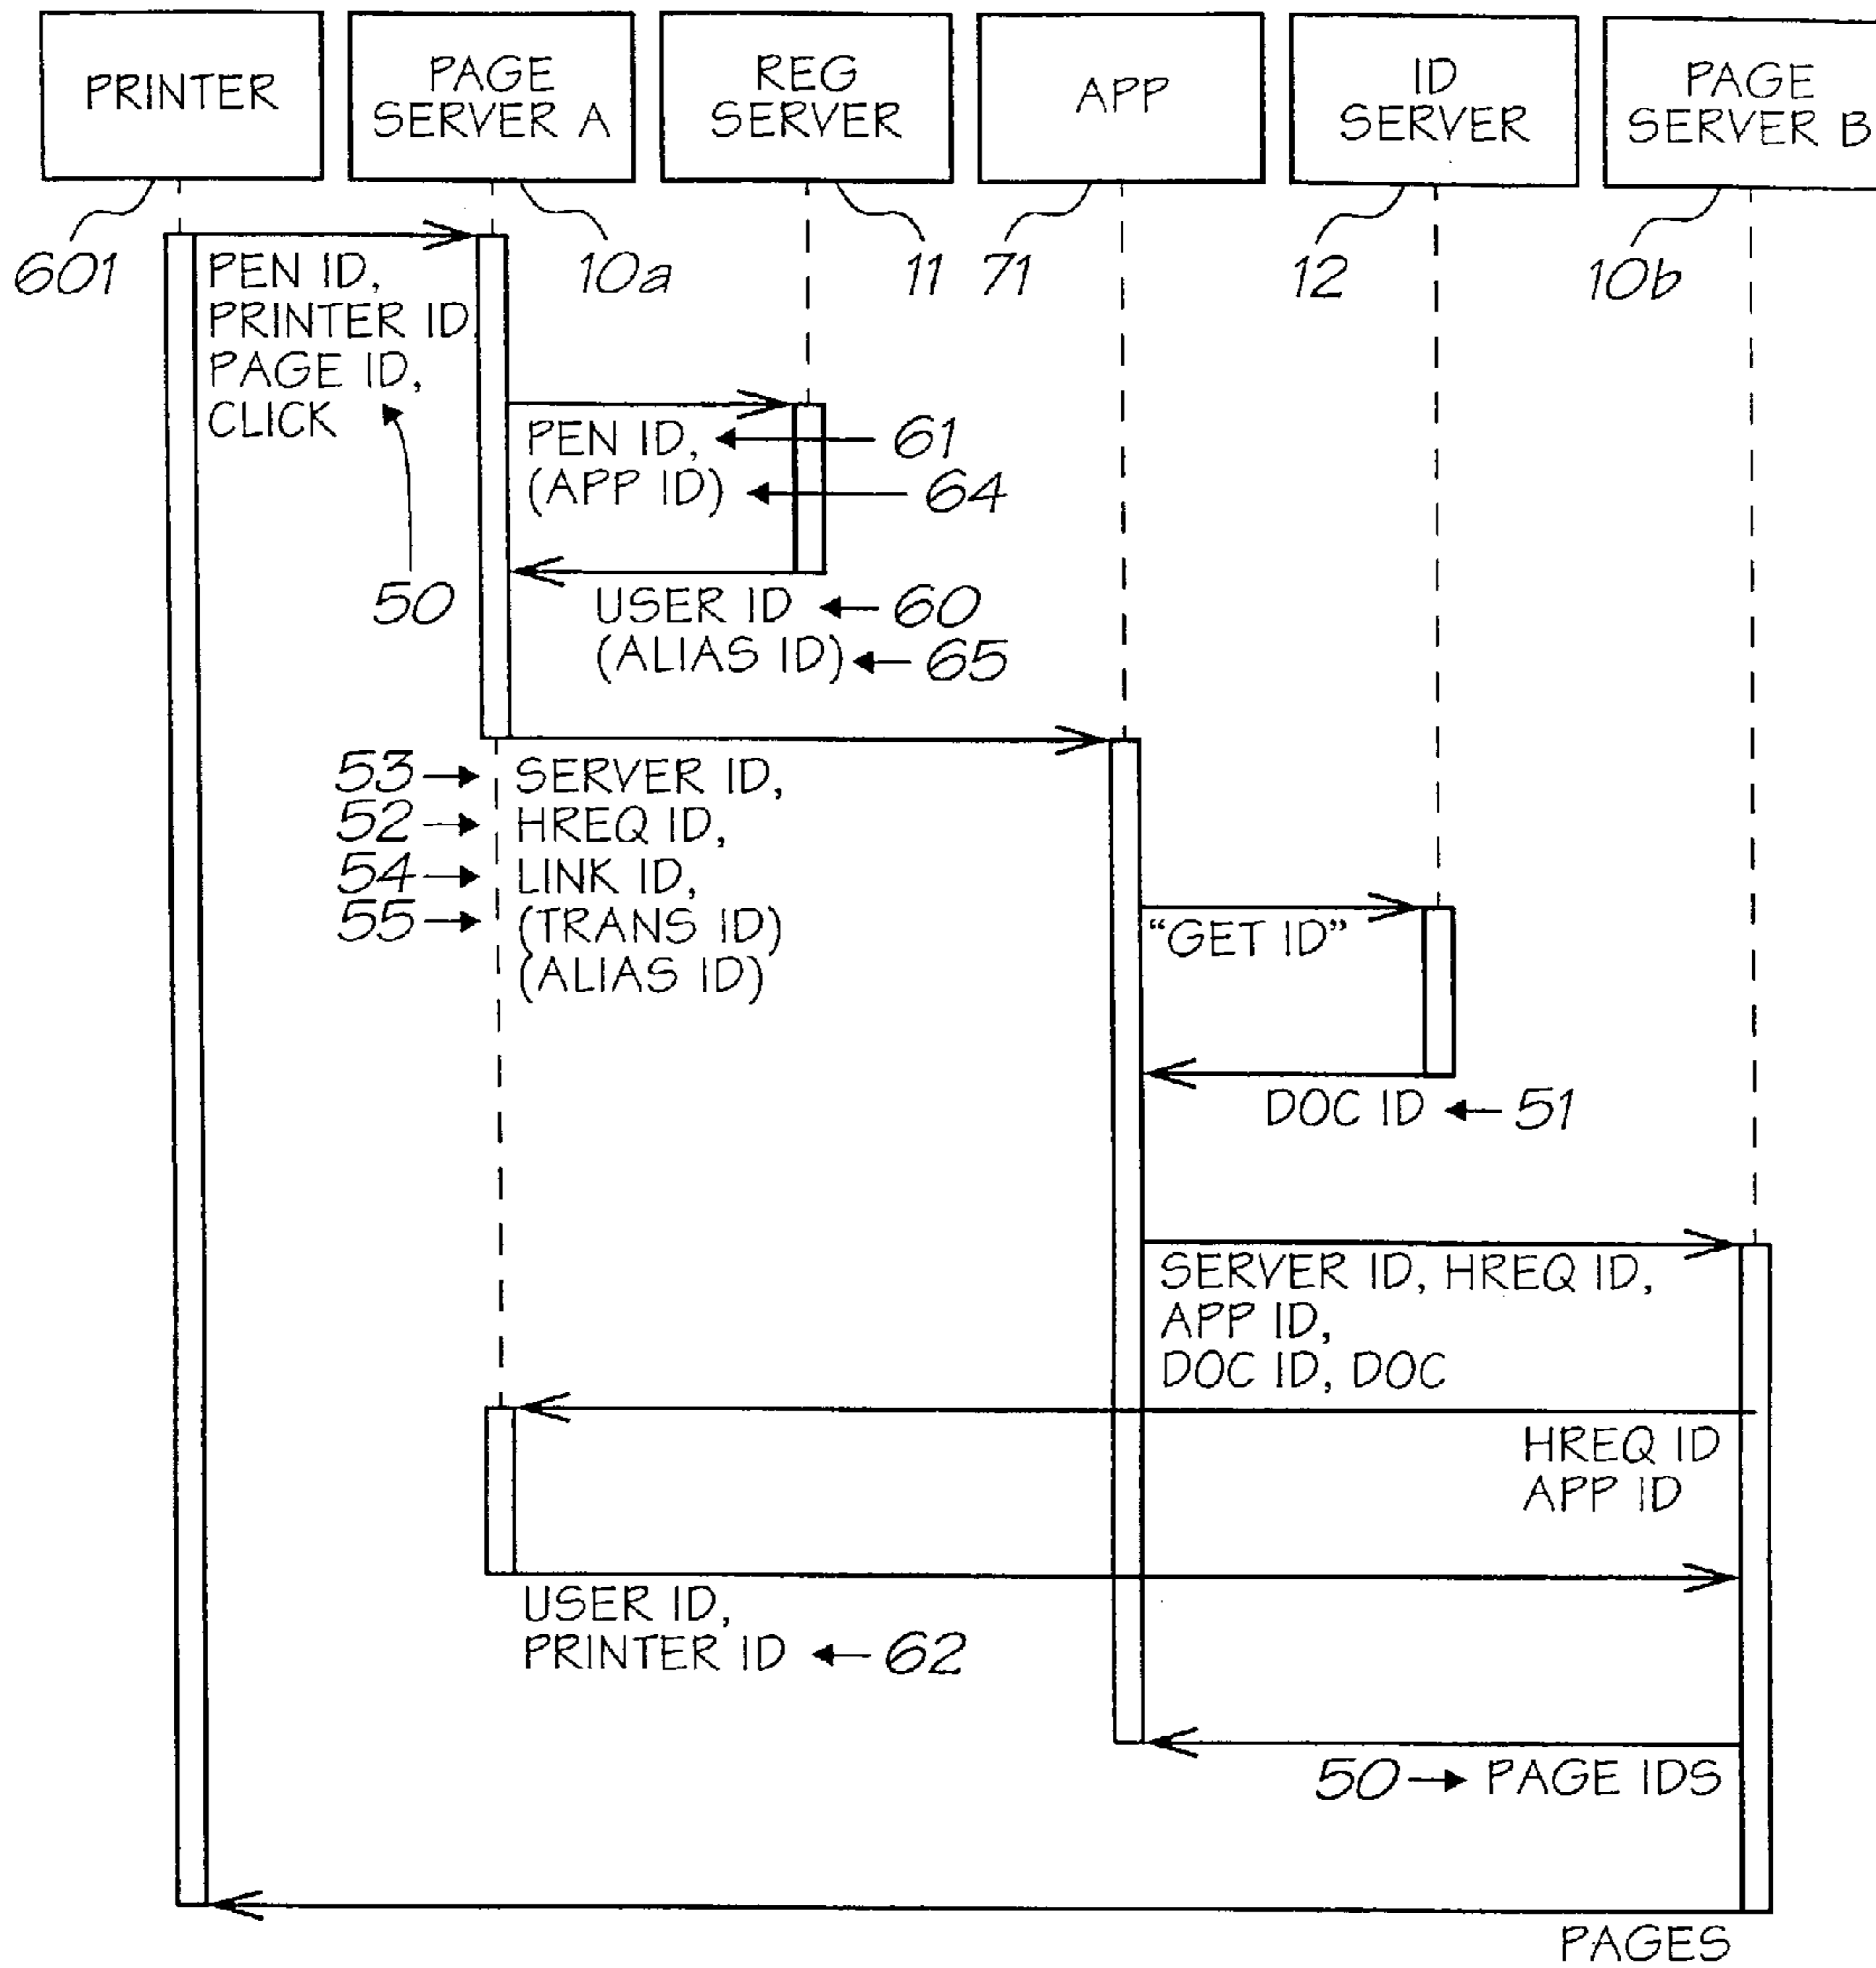 PRINTER
PAGE
SERVER A
REG
SERVER
APP
ID
SERVER
PAGE
SERVER B
601
10a
11
71
12
10b
PEN ID,
PRINTER ID
PAGE ID,
CLICK
50
PEN ID,
(APP ID)
61
64
USER ID
(ALIAS ID)
60
65
53
52
54
55
SERVER ID,
HREQ ID,
LINK ID,
(TRANS ID)
(ALIAS ID)
“GET ID”
DOC ID
51
SERVER ID, HREQ ID,
APP ID,
DOC ID, DOC
HREQ ID
APP ID
USER ID,
PRINTER ID
62
50
PAGE IDS
PAGES